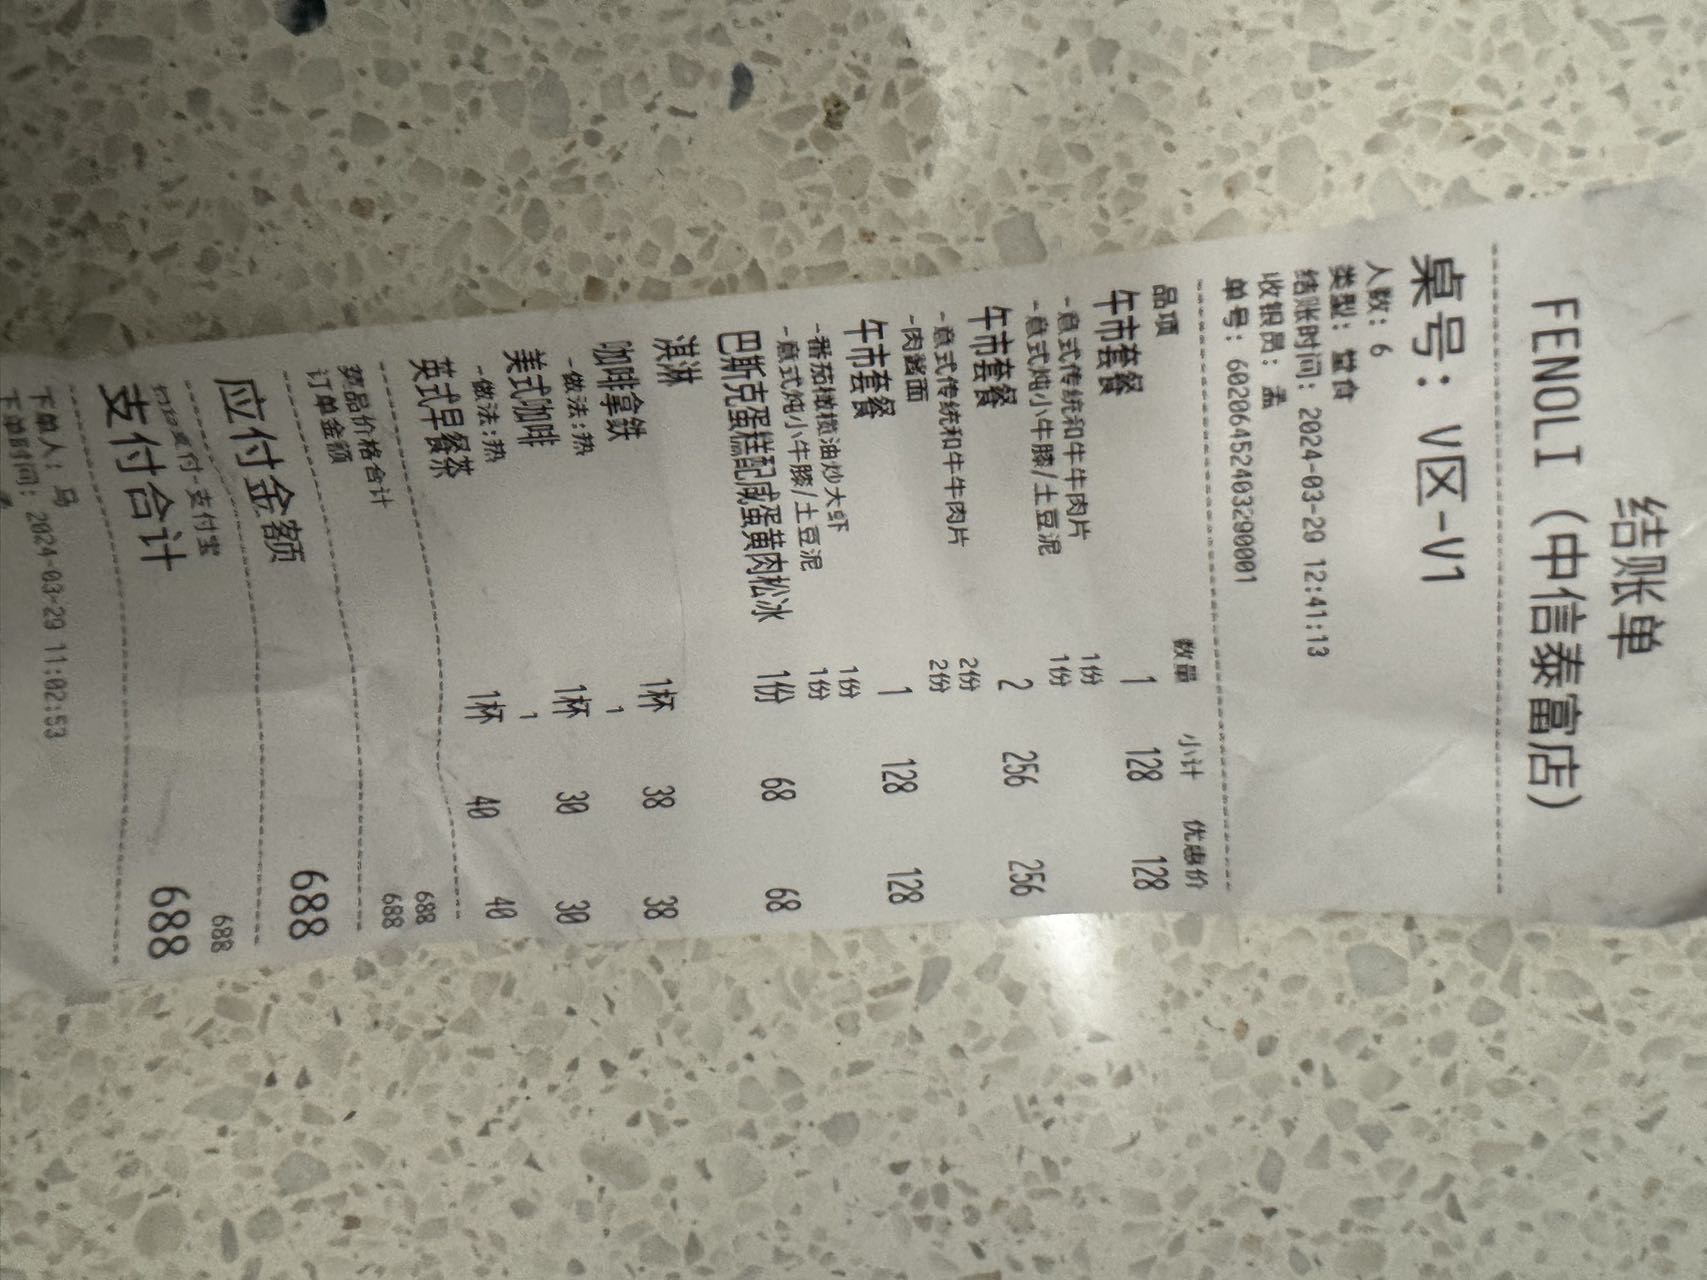 结账单
FENOLI (中信泰富店)
桌号: V区-V1
人数: 6
类型: 堂食
结账时间: 2024-03-29 12:41:13
收银员: 孟
单号: 60206452403290001
品项 数量 小计 优惠价
午市套餐 1 128 128
-意式传统和牛牛肉片 1份
-意式炖小牛膝/土豆泥 1份
午市套餐 2 256 256
-意式传统和牛牛肉片 2份
-肉酱面 2份
午市套餐 1 128 128
-番茄橄榄油炒大虾 1份
-意式炖小牛膝/土豆泥 1份
巴斯克蛋糕配咸蛋黄肉松冰 1份 68 68
淇淋
咖啡拿铁 1杯 38 38
-做法:热 1
美式咖啡 1杯 30 30
-做法:热 1
英式早餐茶 1杯 40 40
菜品价格合计 688
订单金额 688
应付金额 688
扫码支付-支付宝 688
支付合计 688
下单人: 马
下单时间: 2024-03-29 11:02:53